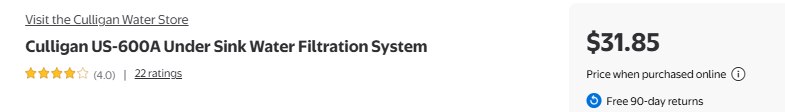 Visit the Culligan Water Store
Culligan US-600A Under Sink Water Filtration System
(4.0) | 22 ratings
$31.85
Price when purchased online
Free 90-day returns